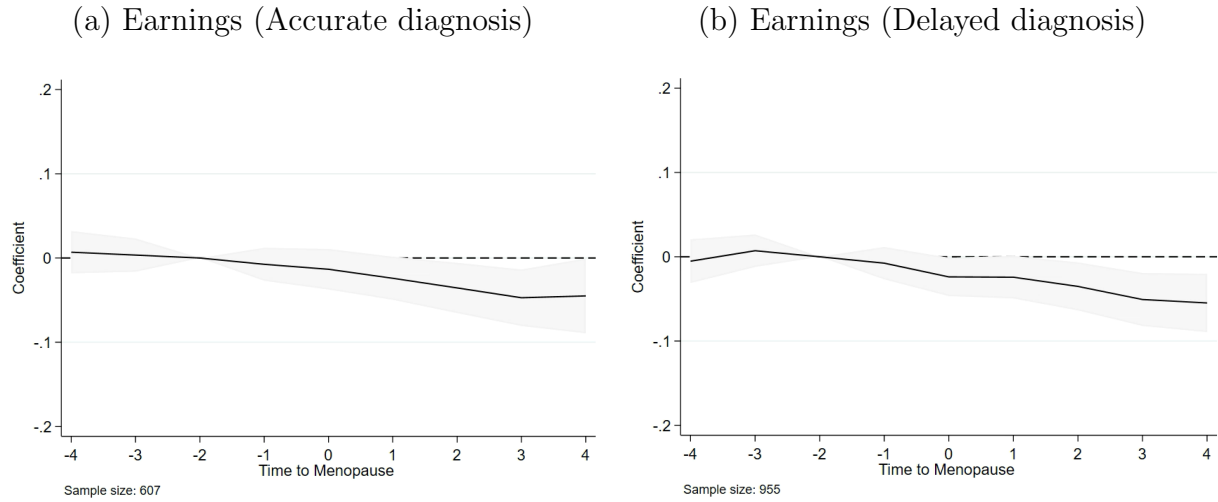 (a) Earnings (Accurate diagnosis)
.2
.1
0
-.1
-.2
Coefficient
-4 -3 -2 -1 0 1 2 3 4
Time to Menopause
Sample size: 607
(b) Earnings (Delayed diagnosis)
.2
.1
0
-.1
-.2
Coefficient
-4 -3 -2 -1 0 1 2 3 4
Time to Menopause
Sample size: 955